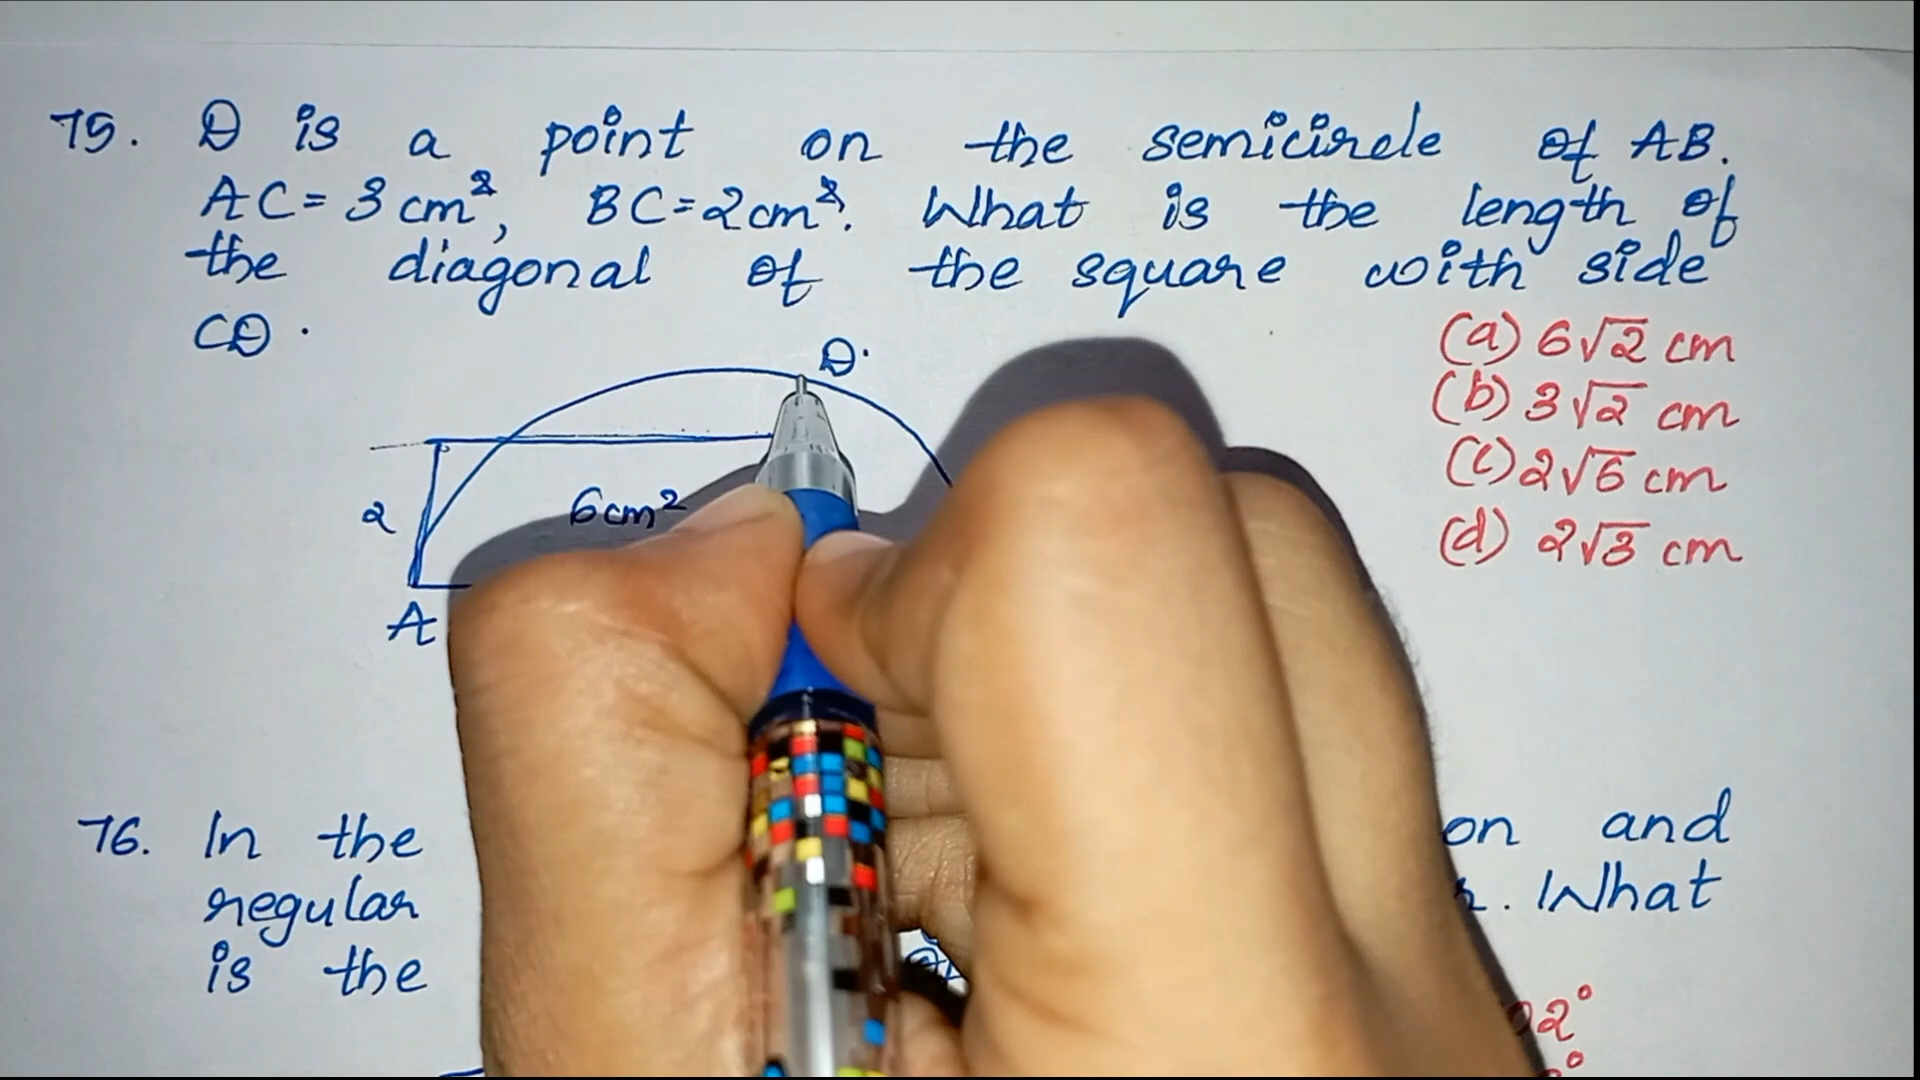 75. D is a point on the semicircle of AB.
AC = 3 cm², BC = 2 cm². What is the length of
the diagonal of the square with side
CD.
(a) 6√2 cm
(b) 3√2 cm
(c) 2√6 cm
(d) 2√3 cm
D
2
6cm²
A
76. In the on and
regular What
is the
2°